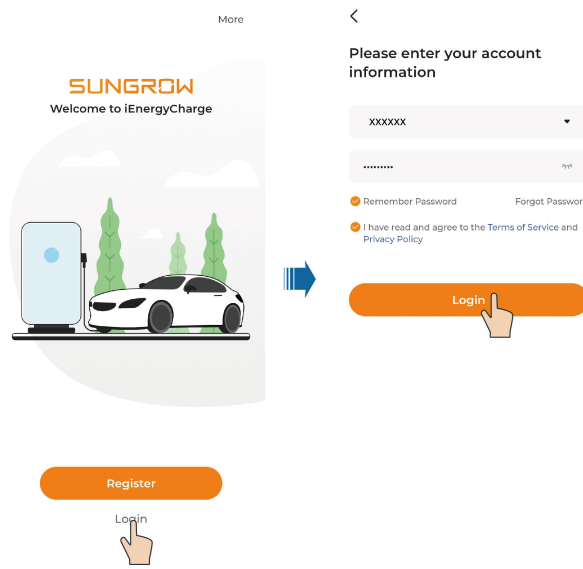 More
SUNGROW
Welcome to iEnergyCharge
Register
Login
Please enter your account
information
XXXXXX
Remember Password
Forgot Passwor
I have read and agree to the Terms of Service and
Privacy Policy
Login